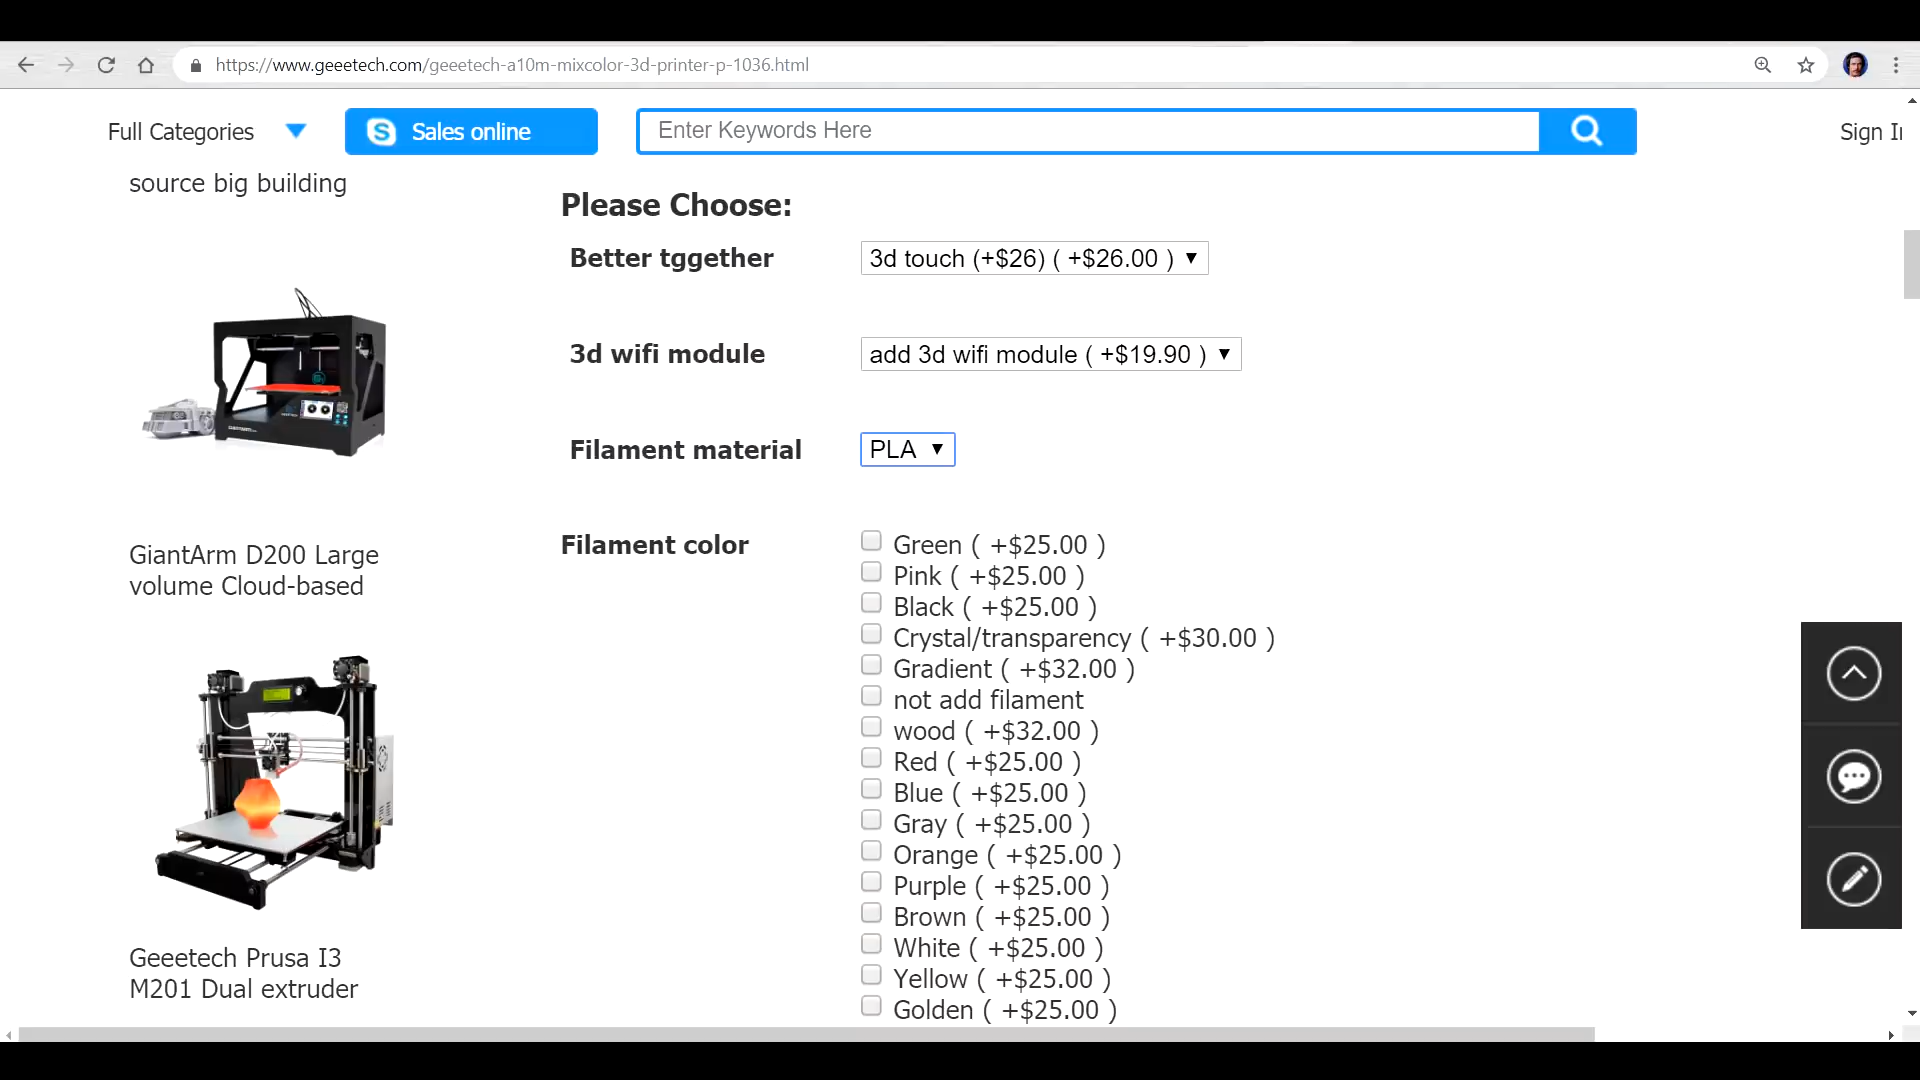 https://www.geeetech.com/geeetech-a10m-mixcolor-3d-printer-p-1036.html
Full Categories
Sales online
Enter Keywords Here
Sign In
source big building
Please Choose:
Better tggether
3d touch (+$26) ( +$26.00 )
3d wifi module
add 3d wifi module ( +$19.90 )
Filament material
PLA
GiantArm D200 Large
volume Cloud-based
Geeetech Prusa I3
M201 Dual extruder
Filament color
Green ( +$25.00 )
Pink ( +$25.00 )
Black ( +$25.00 )
Crystal/transparency ( +$30.00 )
Gradient ( +$32.00 )
not add filament
wood ( +$32.00 )
Red ( +$25.00 )
Blue ( +$25.00 )
Gray ( +$25.00 )
Orange ( +$25.00 )
Purple ( +$25.00 )
Brown ( +$25.00 )
White ( +$25.00 )
Yellow ( +$25.00 )
Golden ( +$25.00 )